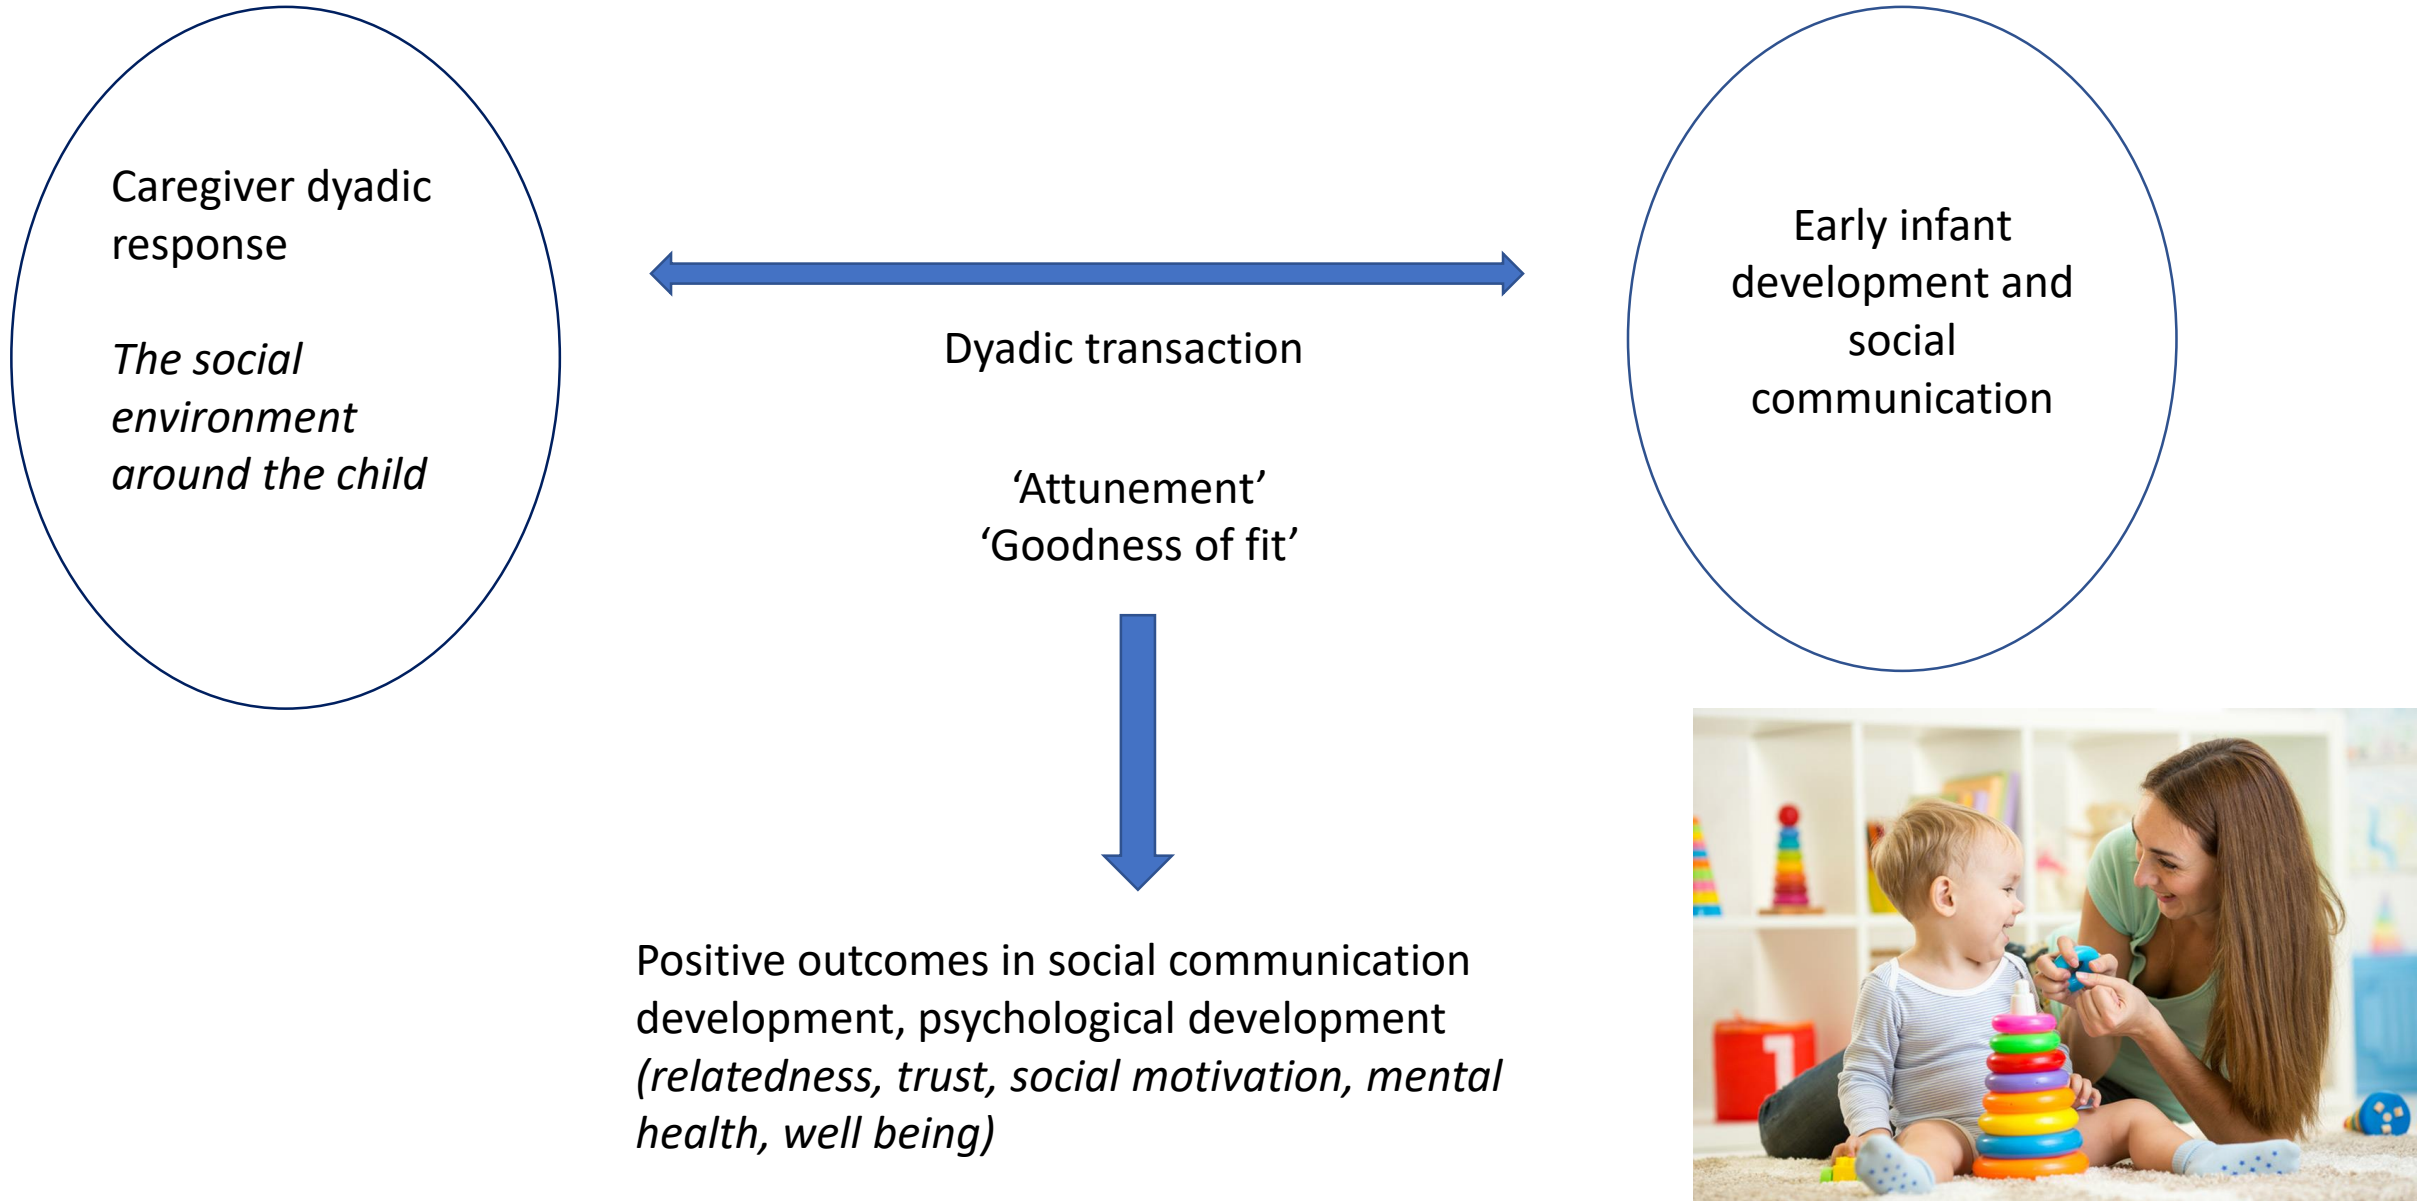 Caregiver dyadic
response
The social
environment
around the child
Dyadic transaction
‘Attunement’
‘Goodness of fit’
Early infant
development and
social
communication
Positive outcomes in social communication
development, psychological development
(relatedness, trust, social motivation, mental
health, well being)
1